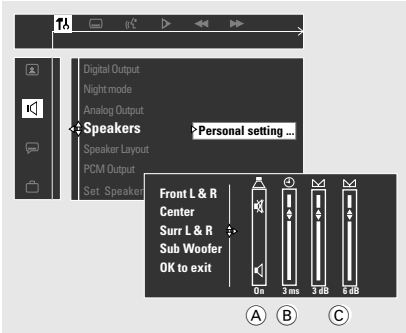 Digital Output
Night mode
Analog Output
Speakers
Personal setting ...
Speaker Layout
PCM Output
Set Speaker
Front L & R
Center
Surr L & R
Sub Woofer
OK to exit
On 3 ms 3 dB 6 dB
A B C